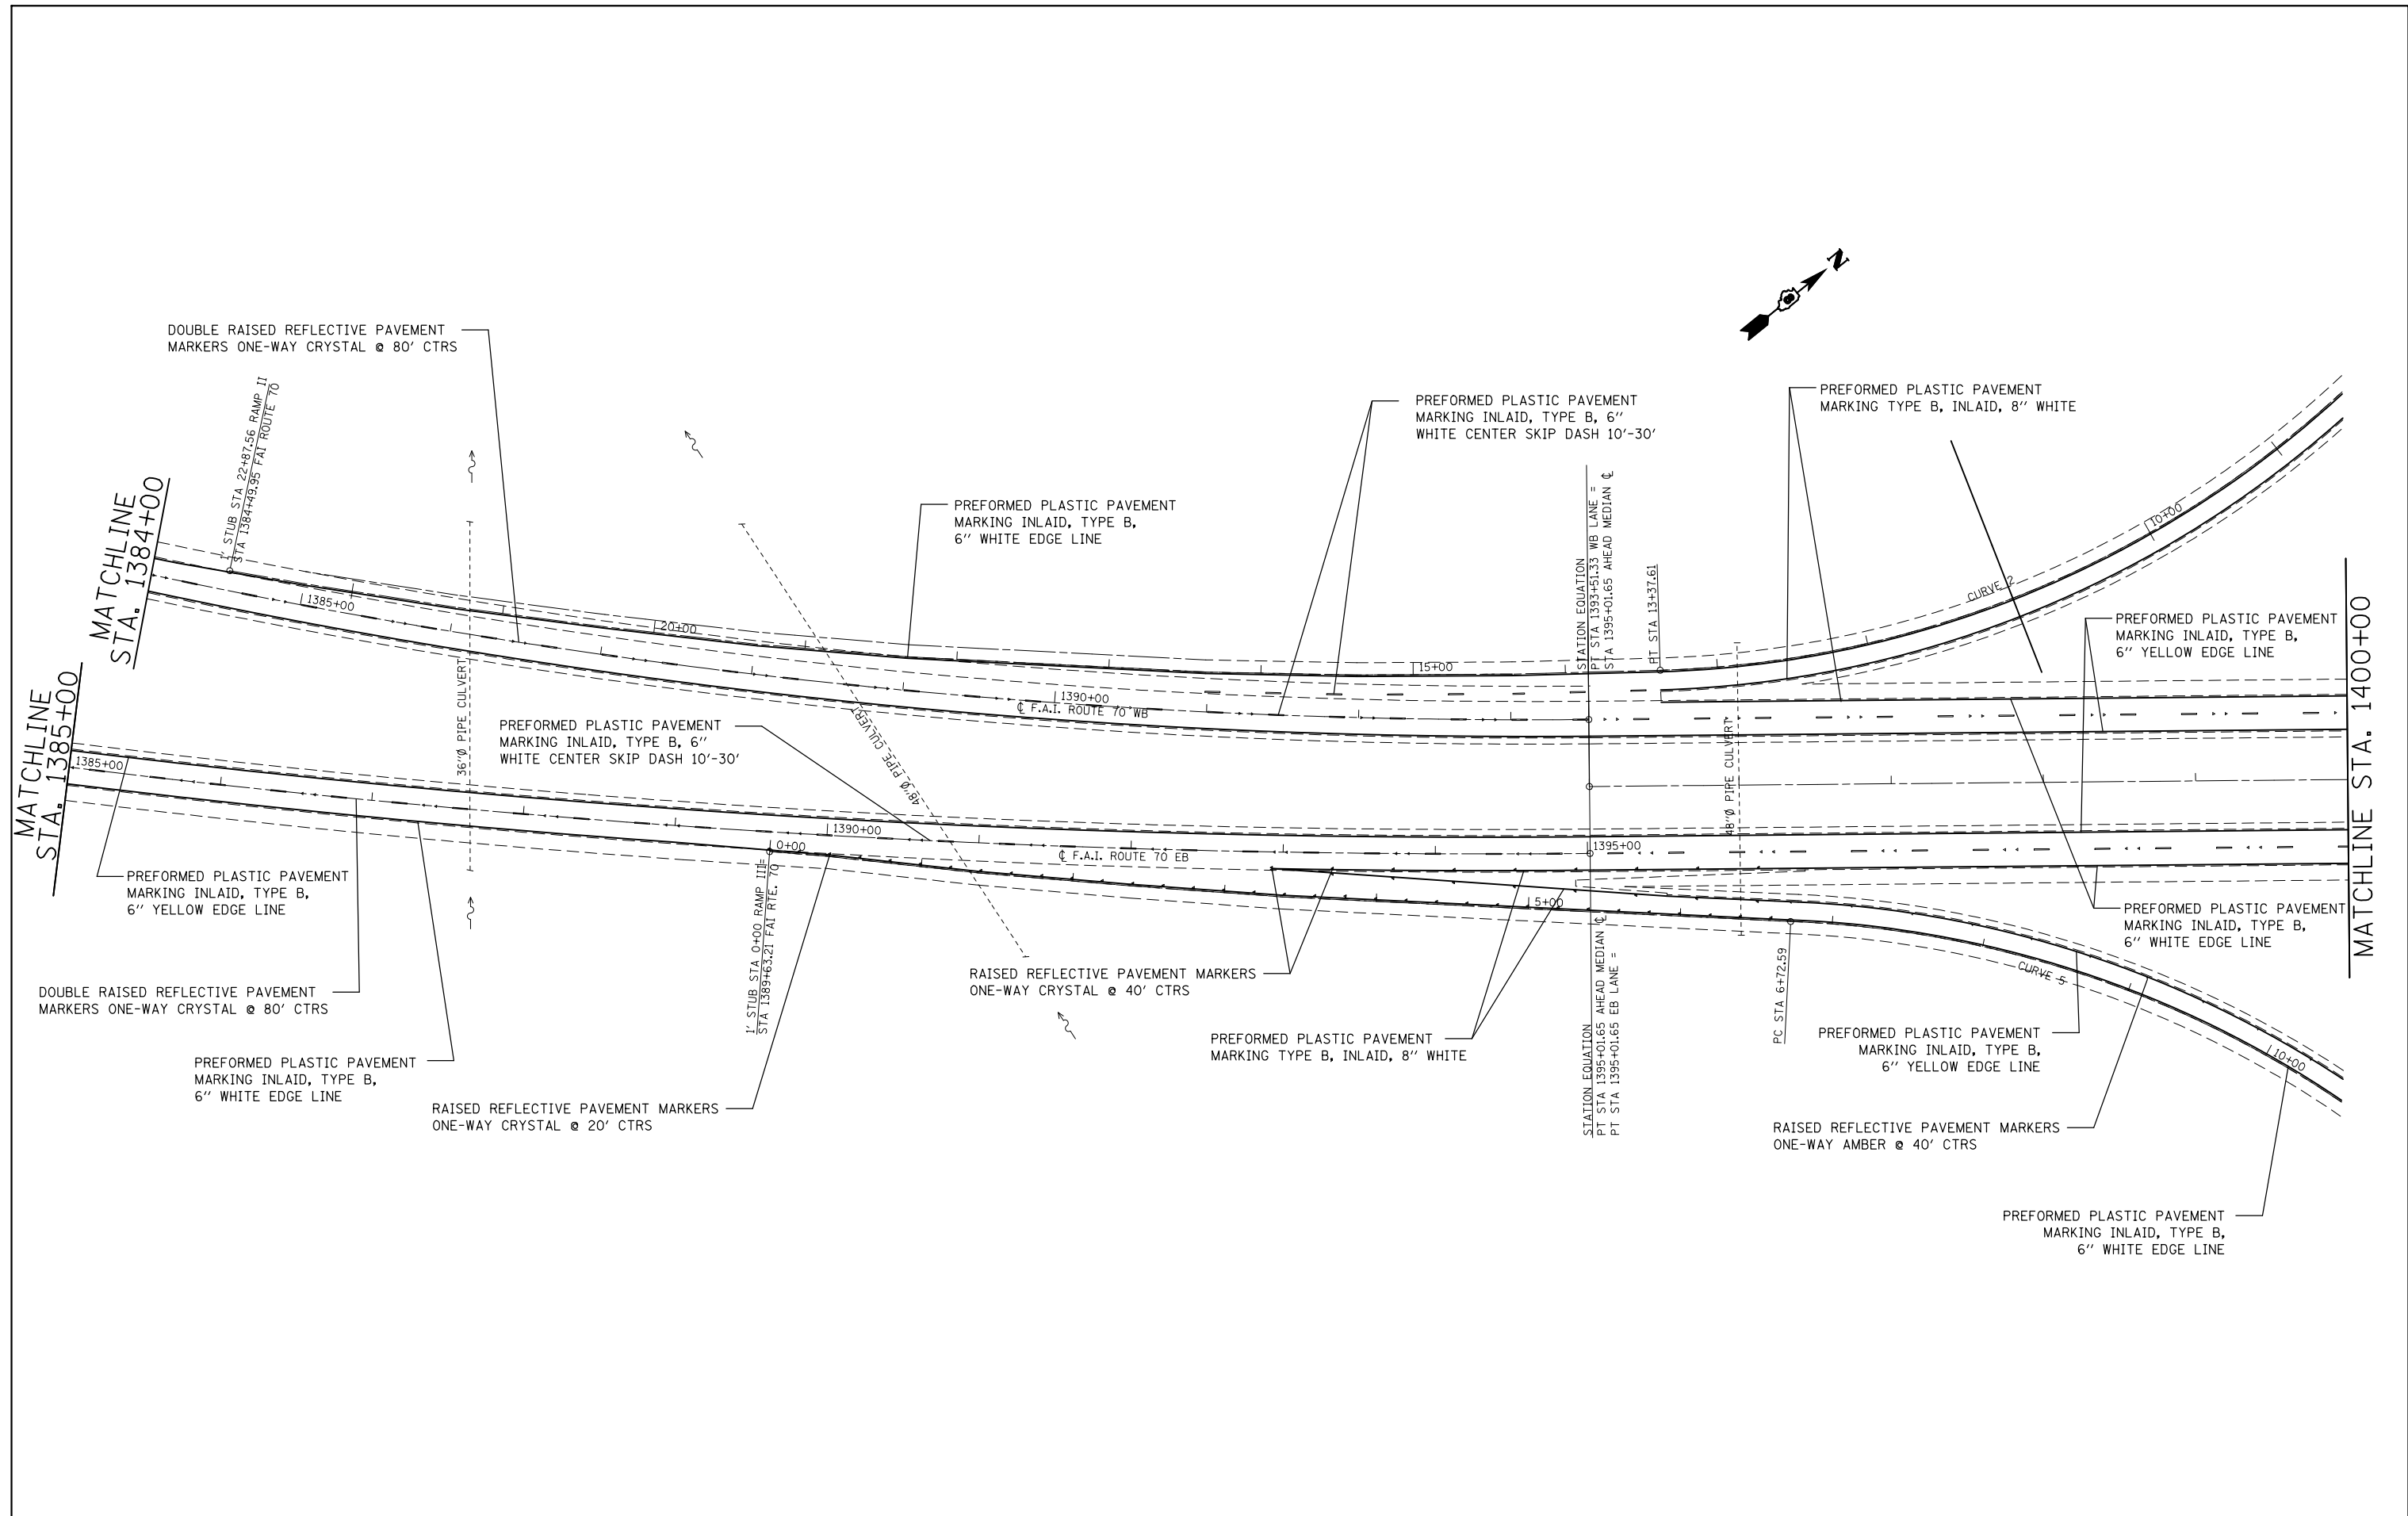 N
DOUBLE RAISED REFLECTIVE PAVEMENT
MARKERS ONE-WAY CRYSTAL @ 80' CTRS
1' STUB STA 22+87.56 RAMP II
STA 1384+49.95 FAI ROUTE 70
PREFORMED PLASTIC PAVEMENT
MARKING INLAID, TYPE B, 6''
WHITE CENTER SKIP DASH 10'-30'
PREFORMED PLASTIC PAVEMENT
MARKING TYPE B, INLAID, 8'' WHITE
PREFORMED PLASTIC PAVEMENT
MARKING INLAID, TYPE B,
6'' WHITE EDGE LINE
MATCHLINE
STA. 1384+00
STATION EQUATION
PT STA 1393+51.33 WB LANE =
STA 1395+01.65 AHEAD MEDIAN ℄
PT STA 13+37.61
10+00
CURVE 2
1385+00
20+00
15+00
1390+00
℄ F.A.I. ROUTE 70 WB
PREFORMED PLASTIC PAVEMENT
MARKING INLAID, TYPE B,
6'' YELLOW EDGE LINE
MATCHLINE STA. 1400+00
36''Ø PIPE CULVERT
48''Ø PIPE CULVERT
48''Ø PIPE CULVERT
MATCHLINE
STA. 1385+00
1385+00
PREFORMED PLASTIC PAVEMENT
MARKING INLAID, TYPE B, 6''
WHITE CENTER SKIP DASH 10'-30'
1390+00
0+00
℄ F.A.I. ROUTE 70 EB
1395+00
5+00
PREFORMED PLASTIC PAVEMENT
MARKING INLAID, TYPE B,
6'' YELLOW EDGE LINE
PREFORMED PLASTIC PAVEMENT
MARKING INLAID, TYPE B,
6'' WHITE EDGE LINE
1' STUB STA 0+00 RAMP III=
STA 1389+63.21 FAI RTE. 70
RAISED REFLECTIVE PAVEMENT MARKERS
ONE-WAY CRYSTAL @ 40' CTRS
CURVE 5
DOUBLE RAISED REFLECTIVE PAVEMENT
MARKERS ONE-WAY CRYSTAL @ 80' CTRS
STATION EQUATION
PT STA 1395+01.65 AHEAD MEDIAN ℄
PT STA 1395+01.65 EB LANE =
PC STA 6+72.59
PREFORMED PLASTIC PAVEMENT
MARKING TYPE B, INLAID, 8'' WHITE
PREFORMED PLASTIC PAVEMENT
MARKING INLAID, TYPE B,
6'' YELLOW EDGE LINE
10+00
PREFORMED PLASTIC PAVEMENT
MARKING INLAID, TYPE B,
6'' WHITE EDGE LINE
RAISED REFLECTIVE PAVEMENT MARKERS
ONE-WAY CRYSTAL @ 20' CTRS
RAISED REFLECTIVE PAVEMENT MARKERS
ONE-WAY AMBER @ 40' CTRS
PREFORMED PLASTIC PAVEMENT
MARKING INLAID, TYPE B,
6'' WHITE EDGE LINE